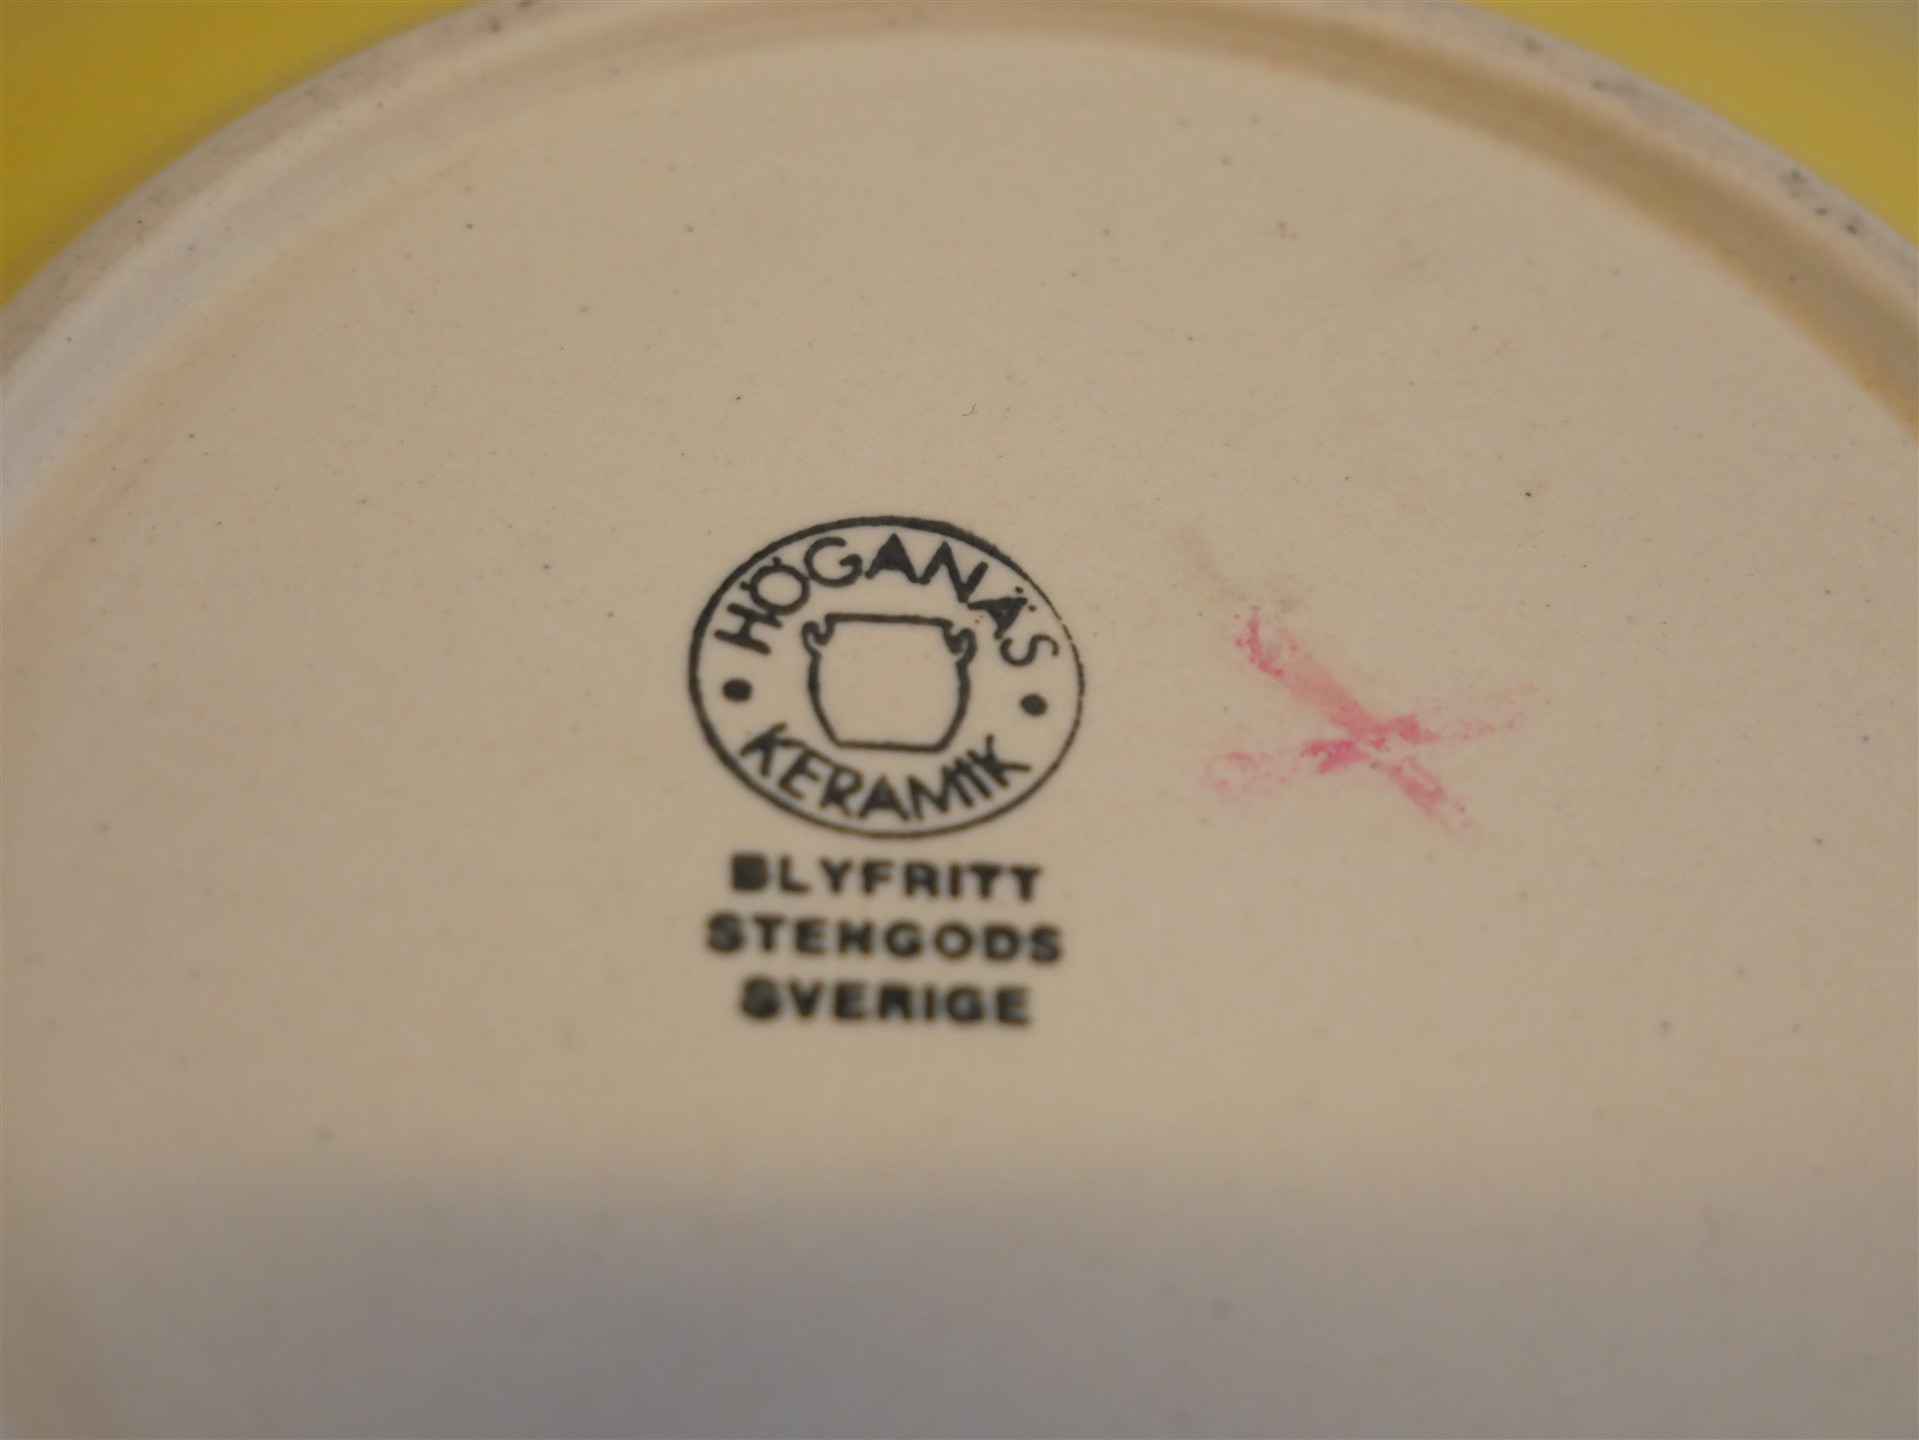 HÖGANÄS
KERAMIK
BLYFRITT
STENGODS
SVERIGE